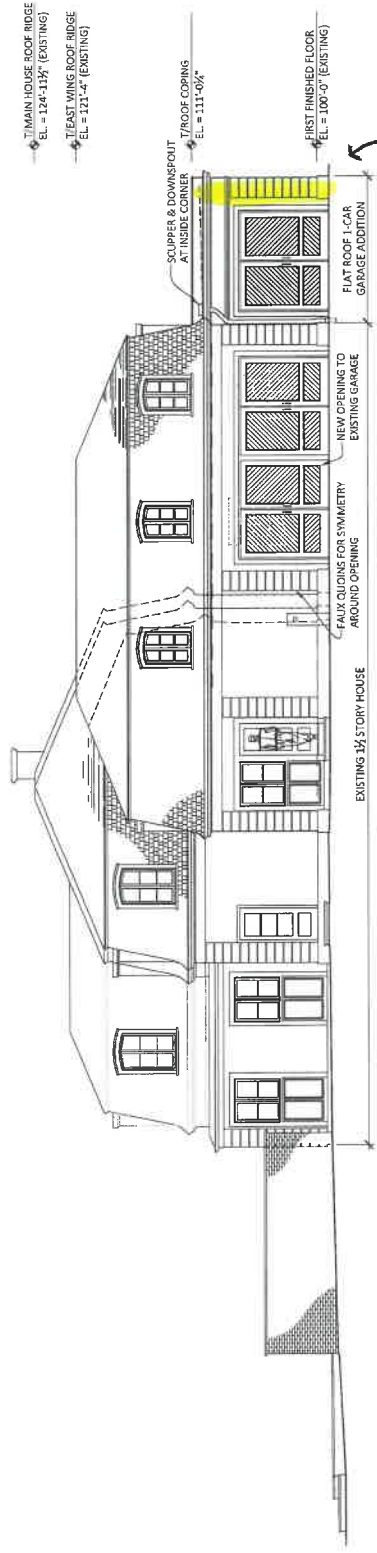 T/MAIN HOUSE ROOF RIDGE
EL. = 124'-11½" (EXISTING)
T/EAST WING ROOF RIDGE
EL. = 121'-4" (EXISTING)
T/ROOF COPING
EL. = 111'-0¼"
FIRST FINISHED FLOOR
EL. = 100'-0" (EXISTING)
SCUPPER & DOWNSPOUT
AT INSIDE CORNER
FLAT ROOF 1-CAR
GARAGE ADDITION
NEW OPENING TO
EXISTING GARAGE
FAUX QUOINS FOR SYMMETRY
AROUND OPENING
EXISTING 1½ STORY HOUSE